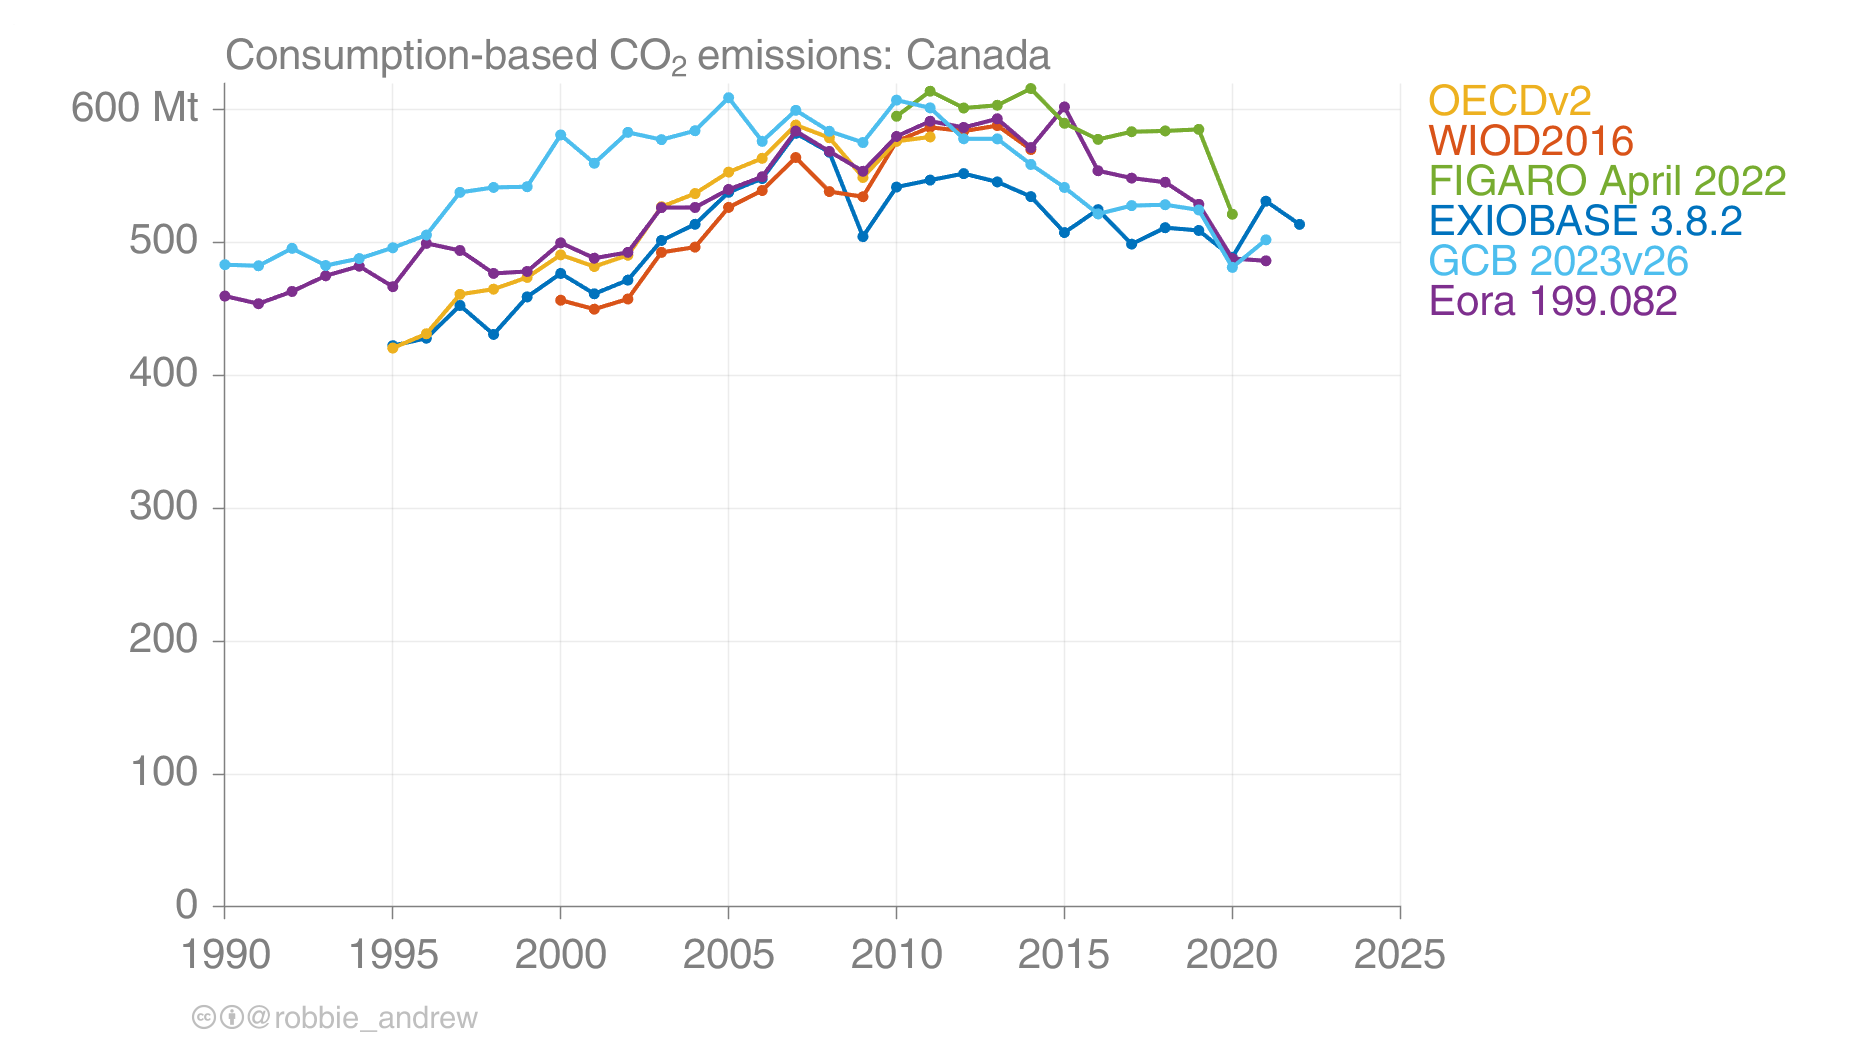 Consumption-based CO₂ emissions: Canada
600 Mt
500
400
300
200
100
0
1990 1995 2000 2005 2010 2015 2020 2025
OECDv2
WIOD2016
FIGARO April 2022
EXIOBASE 3.8.2
GCB 2023v26
Eora 199.082
@robbie_andrew